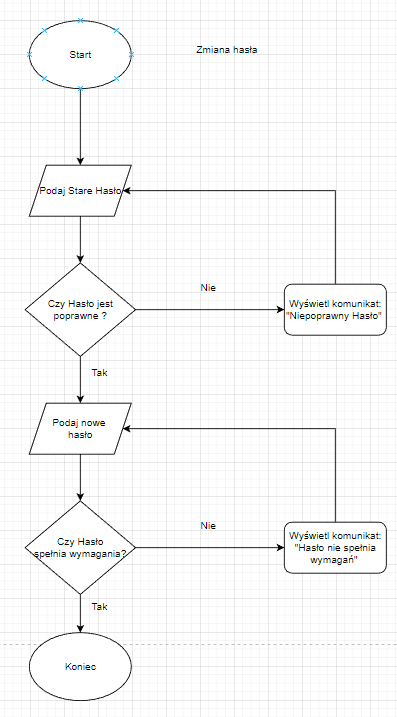 Start
Zmiana hasła
Podaj Stare Hasło
Czy Hasło jest
poprawne ?
Nie
Wyświetl komunikat:
"Niepoprawny Hasło"
Tak
Podaj nowe
hasło
Czy Hasło
spełnia wymagania?
Nie
Wyświetl komunikat:
"Hasło nie spełnia
wymagań"
Tak
Koniec